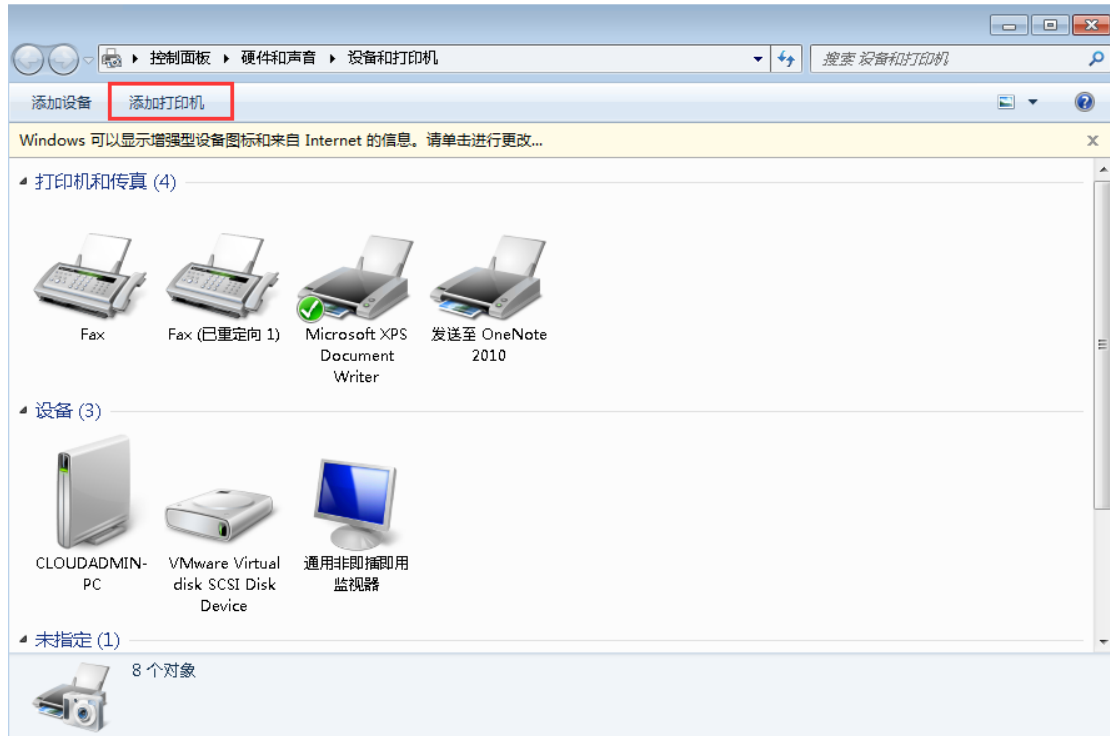 控制面板 ▸ 硬件和声音 ▸ 设备和打印机
搜索 设备和打印机
添加设备 添加打印机
Windows 可以显示增强型设备图标和来自 Internet 的信息。请单击进行更改...
打印机和传真 (4)
Fax
Fax (已重定向 1)
Microsoft XPS
Document
Writer
发送至 OneNote
2010
设备 (3)
CLOUDADMIN-
PC
VMware Virtual
disk SCSI Disk
Device
通用非即插即用
监视器
未指定 (1)
8 个对象